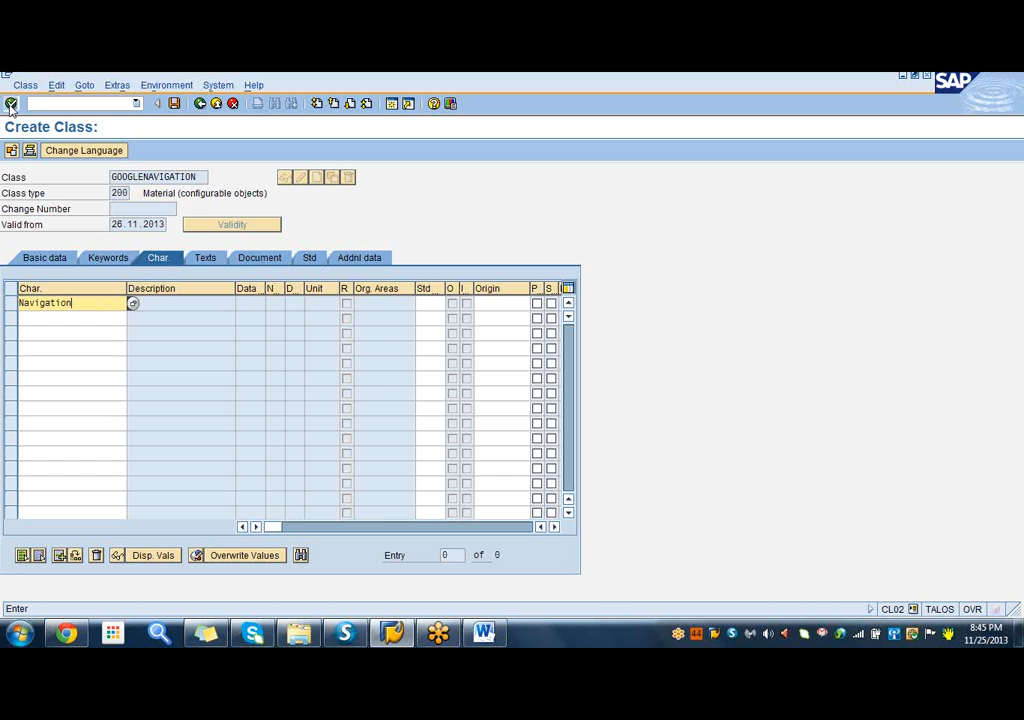 Class Edit Goto Extras Environment System Help
SAP
Create Class:
Change Language
Class GOOGLENAVIGATION
Class type 200 Material (configurable objects)
Change Number
Valid from 26.11.2013 Validity
Basic data Keywords Char. Texts Document Std Addnl data
Char. Description Data ... N... D... Unit R Org. Areas Std ... O I... Origin P S
Navigation
Disp. Vals Overwrite Values Entry 0 of 0
Enter CL02 TALOS OVR
44
8:45 PM
11/25/2013